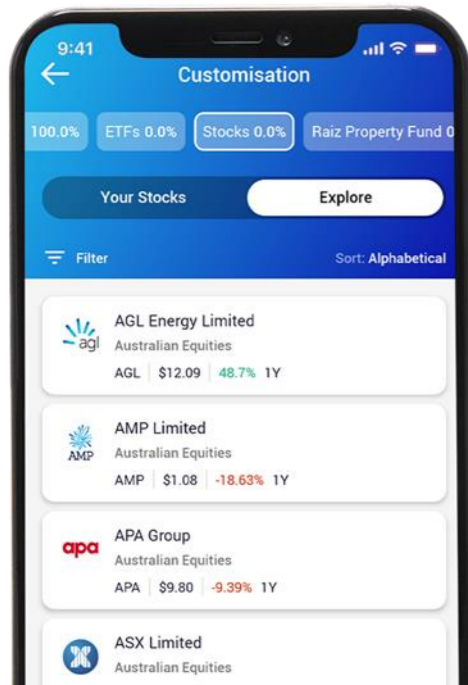 9:41
Customisation
100.0%
ETFs 0.0%
Stocks 0.0%
Raiz Property Fund 0
Your Stocks
Explore
Filter
Sort: Alphabetical
agl
AGL Energy Limited
Australian Equities
AGL | $12.09 | 48.7% 1Y
AMP
AMP Limited
Australian Equities
AMP | $1.08 | -18.63% 1Y
apa
APA Group
Australian Equities
APA | $9.80 | -9.39% 1Y
ASX Limited
Australian Equities